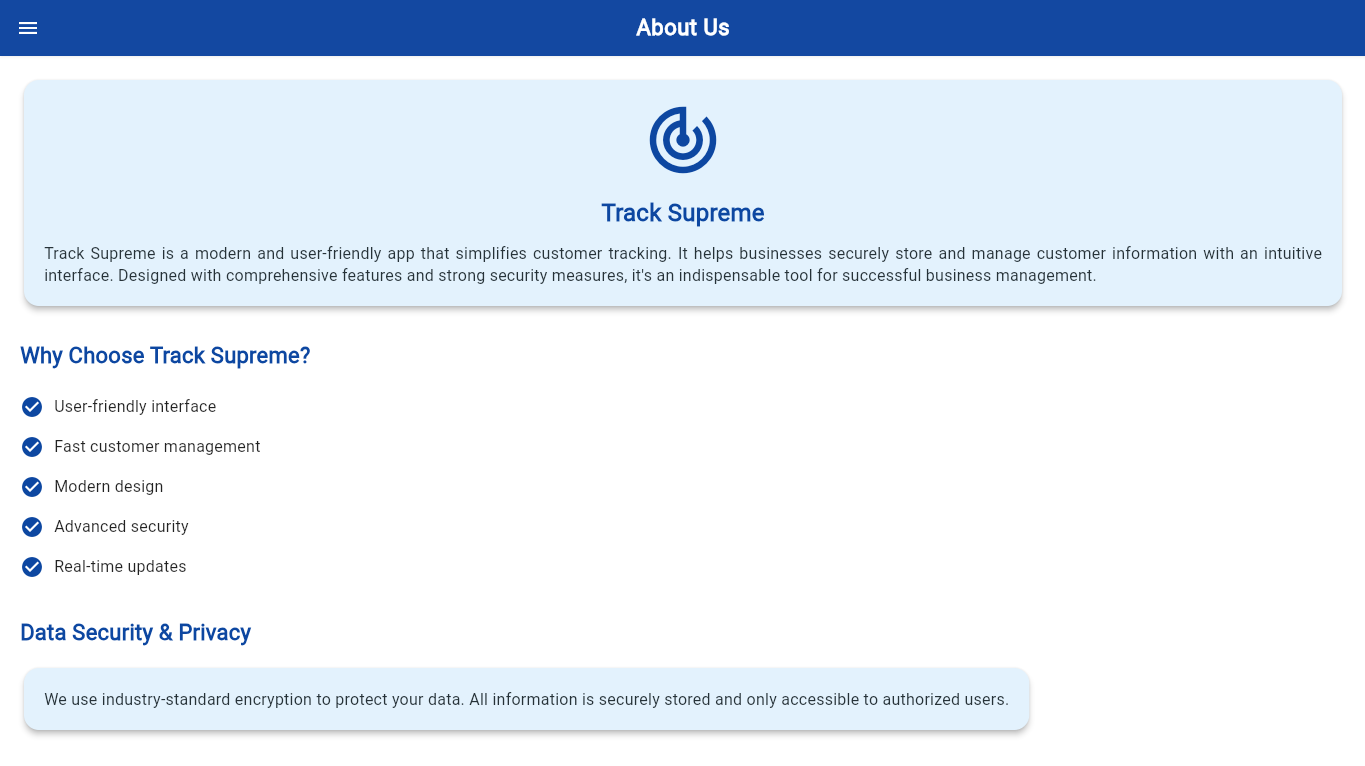 About Us
Track Supreme
Track Supreme is a modern and user-friendly app that simplifies customer tracking. It helps businesses securely store and manage customer information with an intuitive
interface. Designed with comprehensive features and strong security measures, it's an indispensable tool for successful business management.
Why Choose Track Supreme?
User-friendly interface
Fast customer management
Modern design
Advanced security
Real-time updates
Data Security & Privacy
We use industry-standard encryption to protect your data. All information is securely stored and only accessible to authorized users.